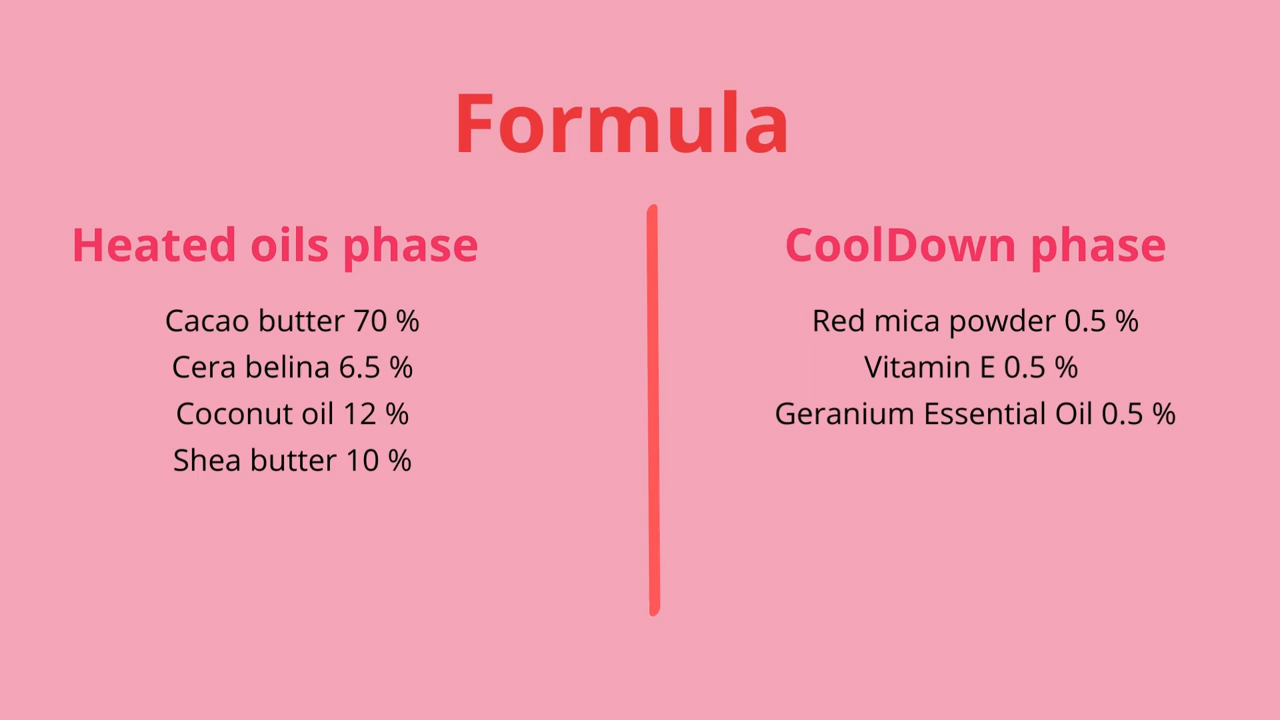 Formula
Heated oils phase
Cacao butter 70 %
Cera belina 6.5 %
Coconut oil 12 %
Shea butter 10 %
CoolDown phase
Red mica powder 0.5 %
Vitamin E 0.5 %
Geranium Essential Oil 0.5 %